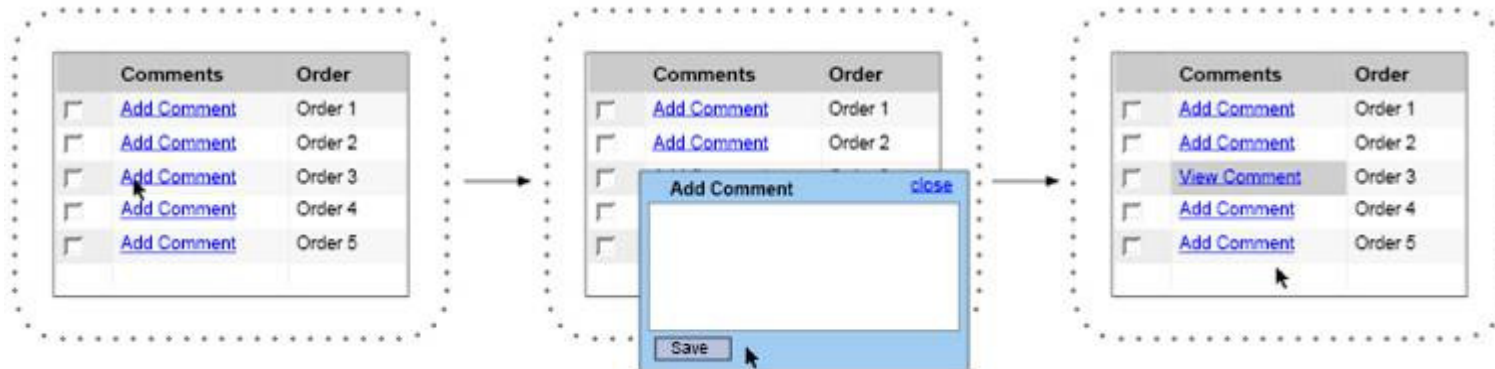 Comments Order
Add Comment Order 1
Add Comment Order 2
Add Comment Order 3
Add Comment Order 4
Add Comment Order 5
Comments Order
Add Comment Order 1
Add Comment Order 2
Add Comment close
Save
Comments Order
Add Comment Order 1
Add Comment Order 2
View Comment Order 3
Add Comment Order 4
Add Comment Order 5